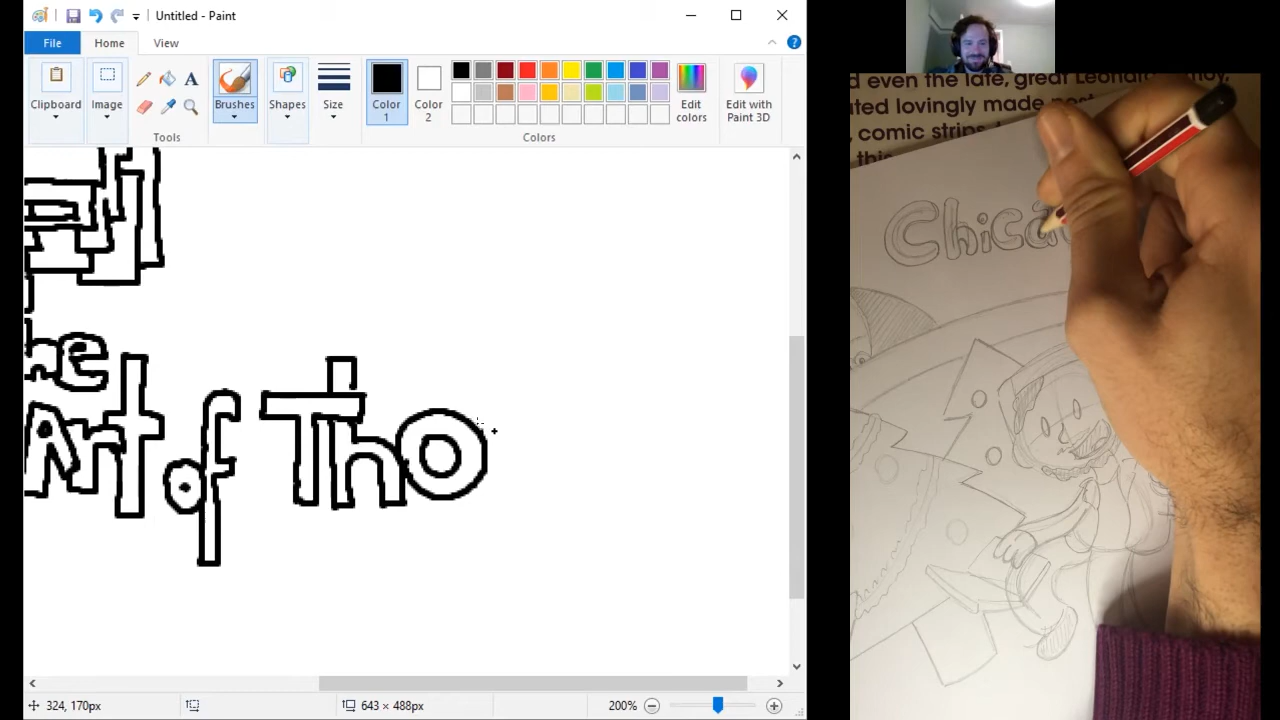 Untitled - Paint
File
Home
View
Clipboard
Image
Tools
Brushes
Shapes
Size
Color 1
Color 2
Edit colors
Edit with Paint 3D
Colors
he
Art of Tho
324, 170px
643 × 488px
200%
d even the late, great
ated lovingly made
, comic strips
this
Chica